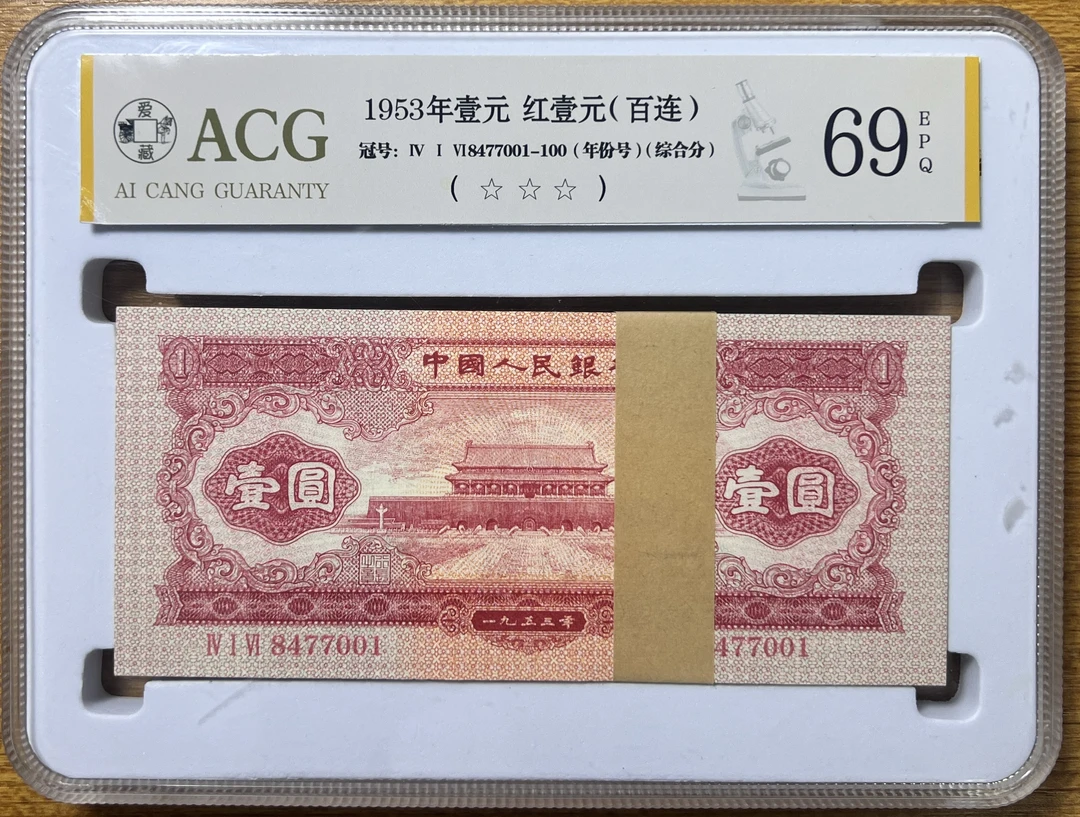 爱藏
ACG
AI CANG GUARANTY
1953年壹元 红壹元(百连)
冠号: Ⅳ Ⅰ Ⅵ8477001-100(年份号)(综合分)
(☆☆☆)
69
EPQ
1
1
中國人民銀
壹圓
壹圓
一九五三年
Ⅳ Ⅰ Ⅵ 8477001
477001